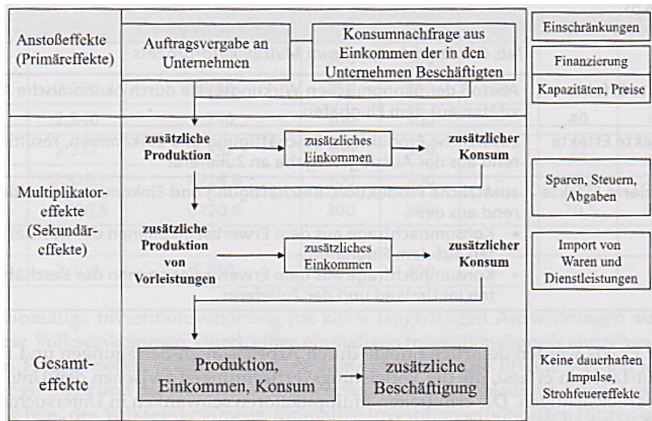 Anstoßeffekte
(Primäreffekte)
Auftragsvergabe an
Unternehmen
Konsumnachfrage aus
Einkommen der in den
Unternehmen Beschäftigten
Einschränkungen
Finanzierung
Kapazitäten, Preise
Multiplikator-
effekte
(Sekundär-
effekte)
zusätzliche
Produktion
zusätzliches
Einkommen
zusätzlicher
Konsum
Sparen, Steuern,
Abgaben
zusätzliche
Produktion
von
Vorleistungen
zusätzliches
Einkommen
zusätzlicher
Konsum
Import von
Waren und
Dienstleistungen
Gesamt-
effekte
Produktion,
Einkommen, Konsum
zusätzliche
Beschäftigung
Keine dauerhaften
Impulse,
Strohfeuereffekte